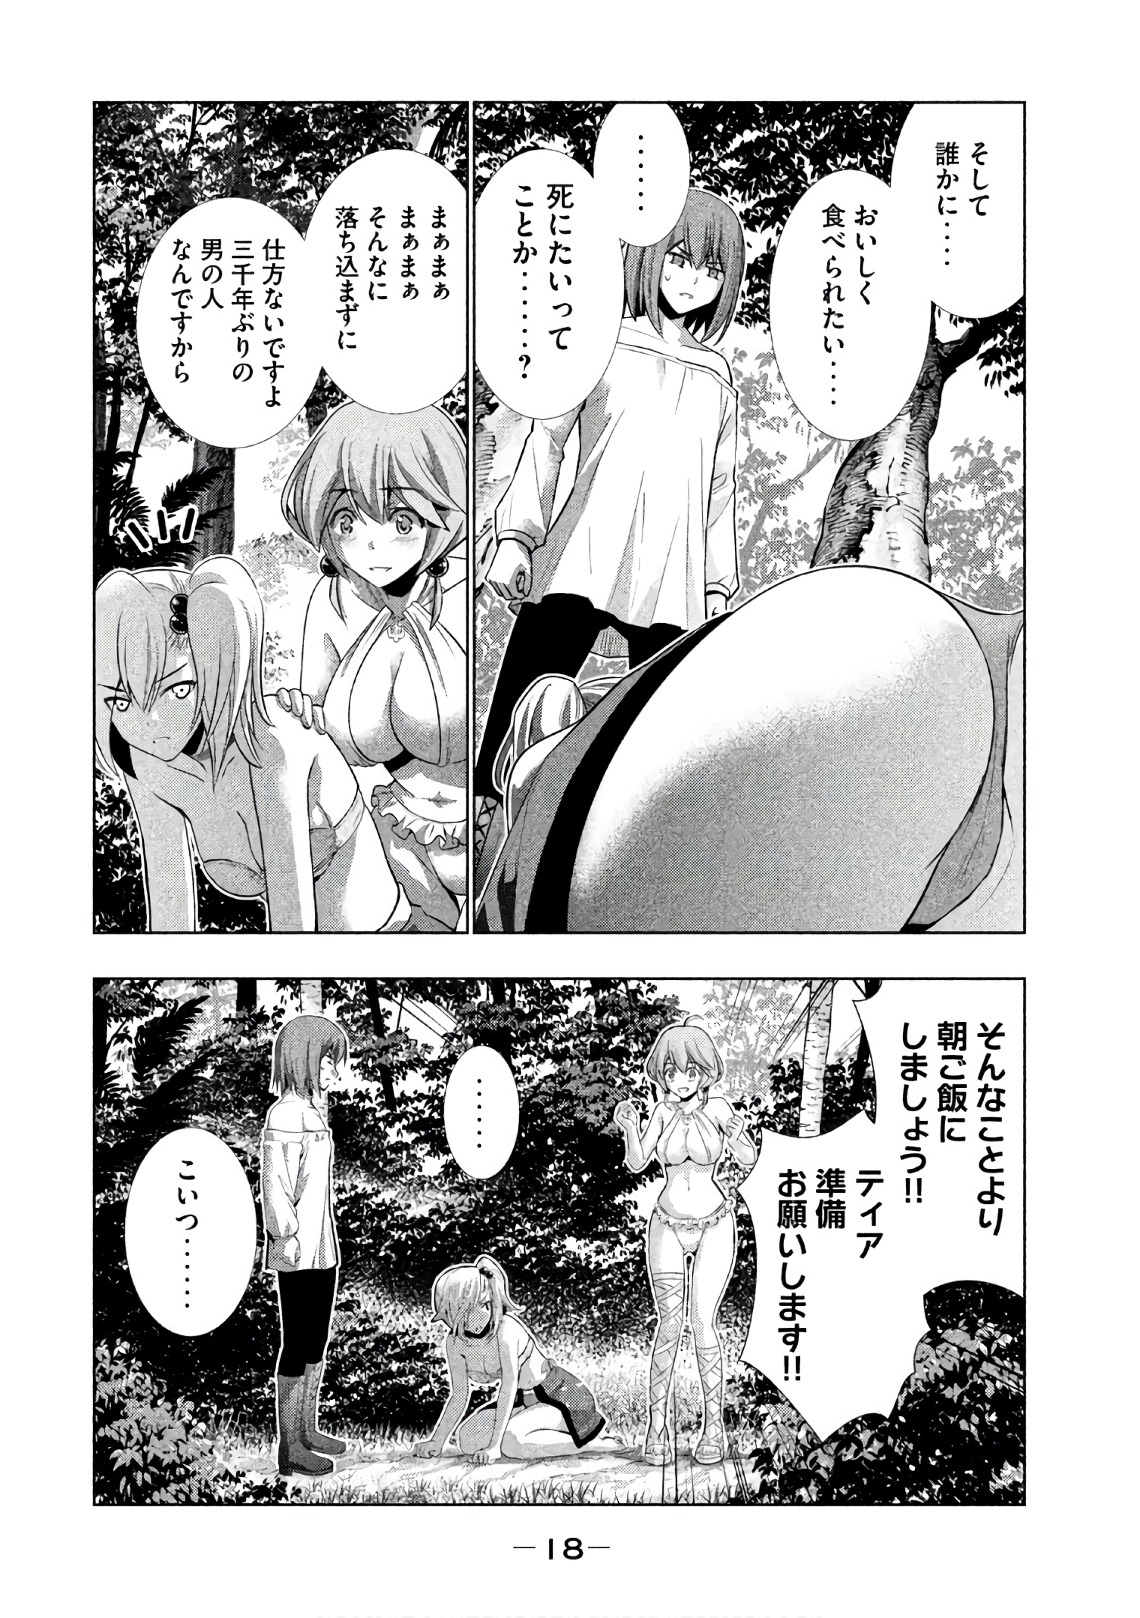 そして
誰かに‥‥
おいしく
食べられたい‥‥
‥‥‥
死にたいって
ことか‥‥‥‥?
まぁまぁ
まぁまぁ
そんなに
落ち込まずに
仕方ないですよ
三千年ぶりの
男の人
なんですから
そんなことより
朝ご飯に
しましょう!!
ティア
準備
お願いします!!
‥‥‥
こいつ‥‥‥
—18—